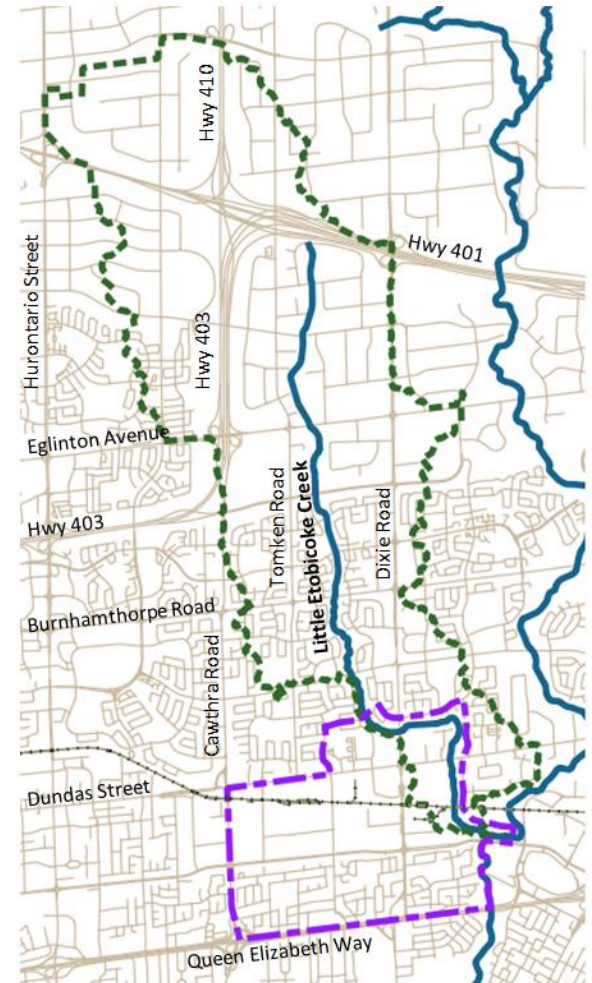 Hwy 410
Hwy 401
Hurontario Street
Hwy 403
Eglinton Avenue
Tomken Road
Little Etobicoke Creek
Dixie Road
Hwy 403
Burnhamthorpe Road
Cawthra Road
Dundas Street
Queen Elizabeth Way